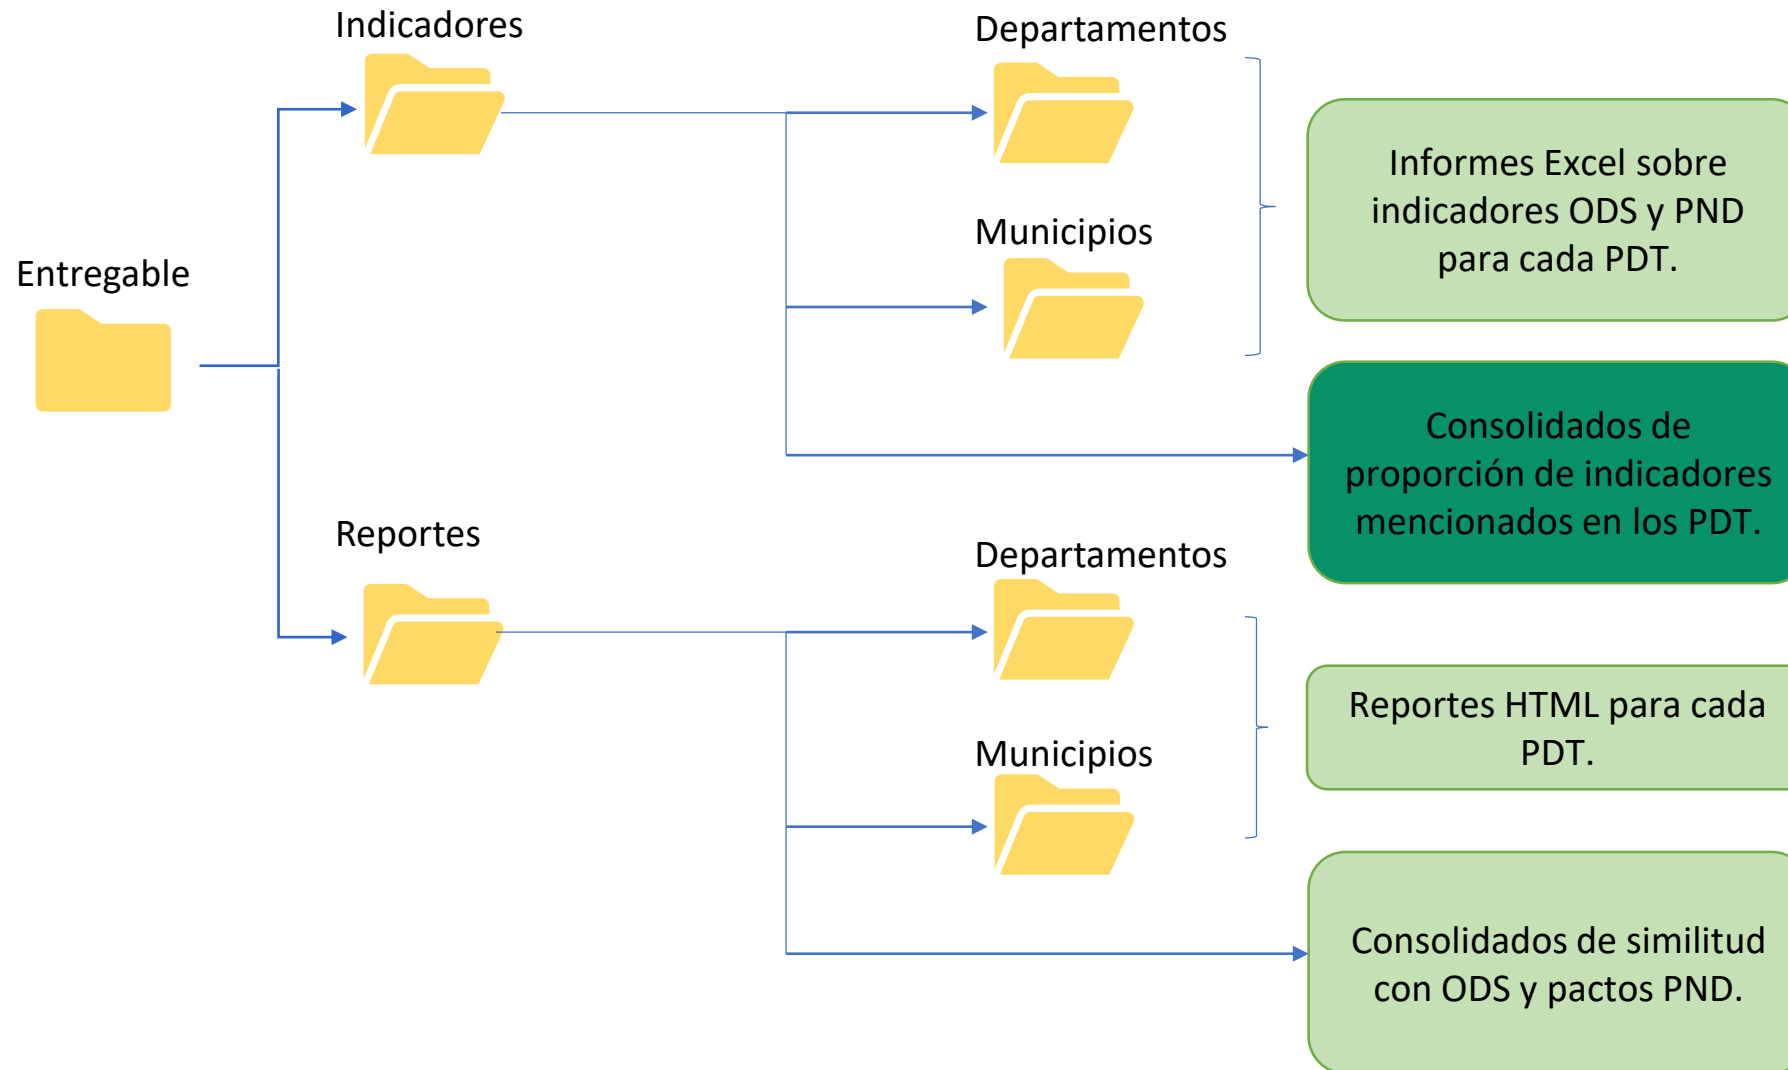 Indicadores
Departamentos
Informes Excel sobre
indicadores ODS y PND
para cada PDT.
Municipios
Entregable
Consolidados de
proporción de indicadores
mencionados en los PDT.
Reportes
Departamentos
Reportes HTML para cada
PDT.
Municipios
Consolidados de similitud
con ODS y pactos PND.